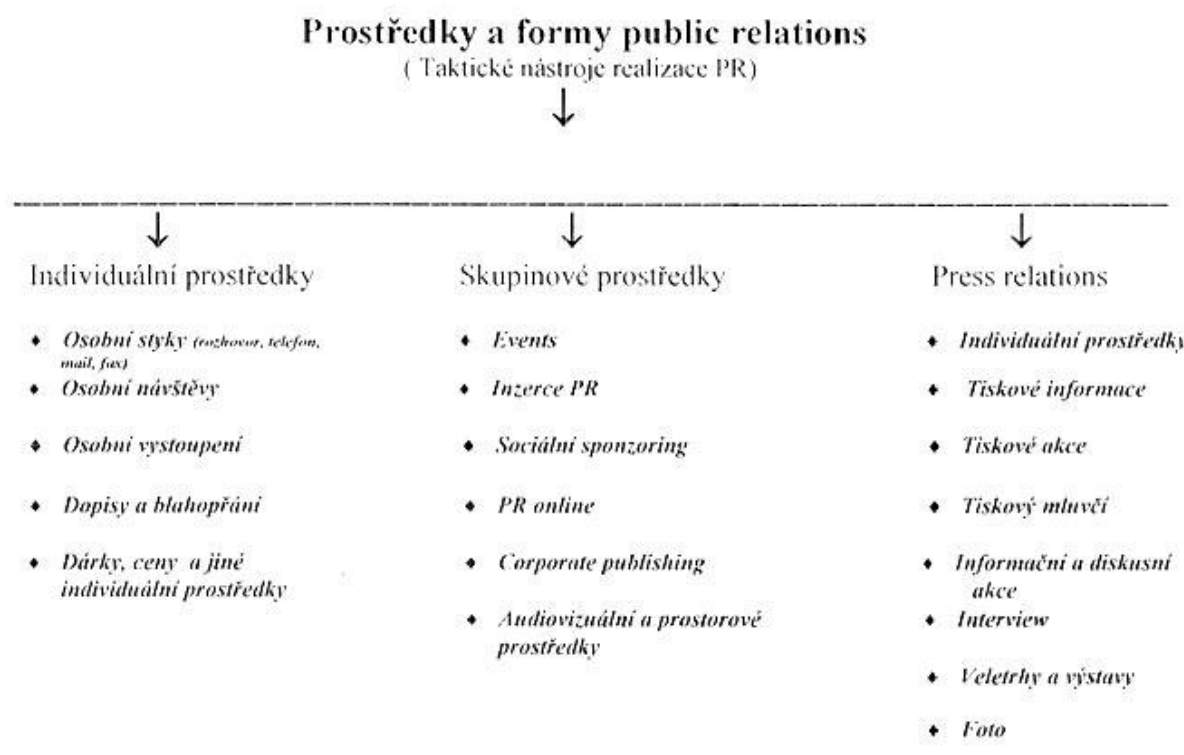 Prostředky a formy public relations
( Taktické nástroje realizace PR)
Individuální prostředky
Osobní styky (rozhovor, telefon,
mail, fax)
Osobní návštěvy
Osobní vystoupení
Dopisy a blahopřání
Dárky, ceny a jiné
individuální prostředky
Skupinové prostředky
Events
Inzerce PR
Sociální sponzoring
PR online
Corporate publishing
Audiovizuální a prostorové
prostředky
Press relations
Individuální prostředky
Tiskové informace
Tiskové akce
Tiskový mluvčí
Informační a diskusní
akce
Interview
Veletrhy a výstavy
Foto